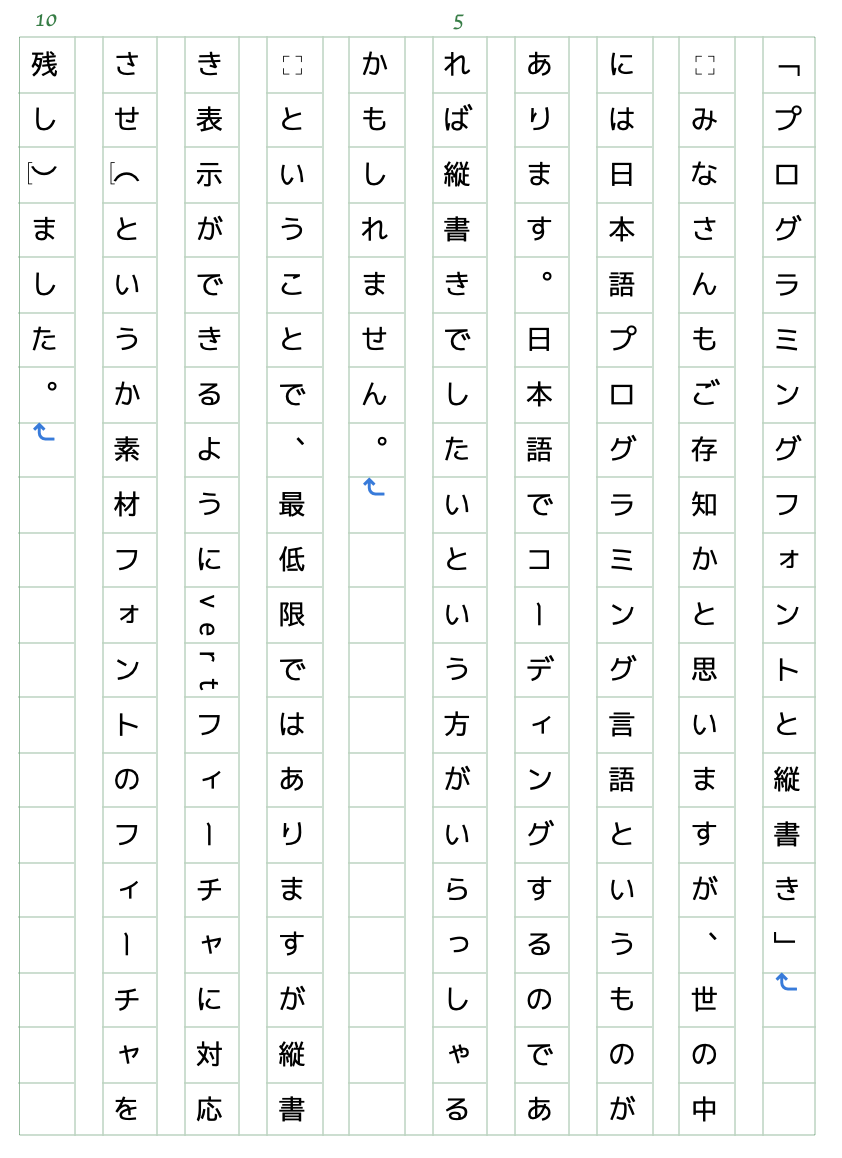 「プログラミングフォントと縦書き」
　みなさんもご存知かと思いますが、世の中
には日本語プログラミング言語というものが
あります。日本語でコーディングするのであ
れば縦書きでしたいという方がいらっしゃる
かもしれません。
　ということで、最低限ではありますが縦書
き表示ができるようにvertフィーチャに対応
させ（というか素材フォントのフィーチャを
残し）ました。
5
10